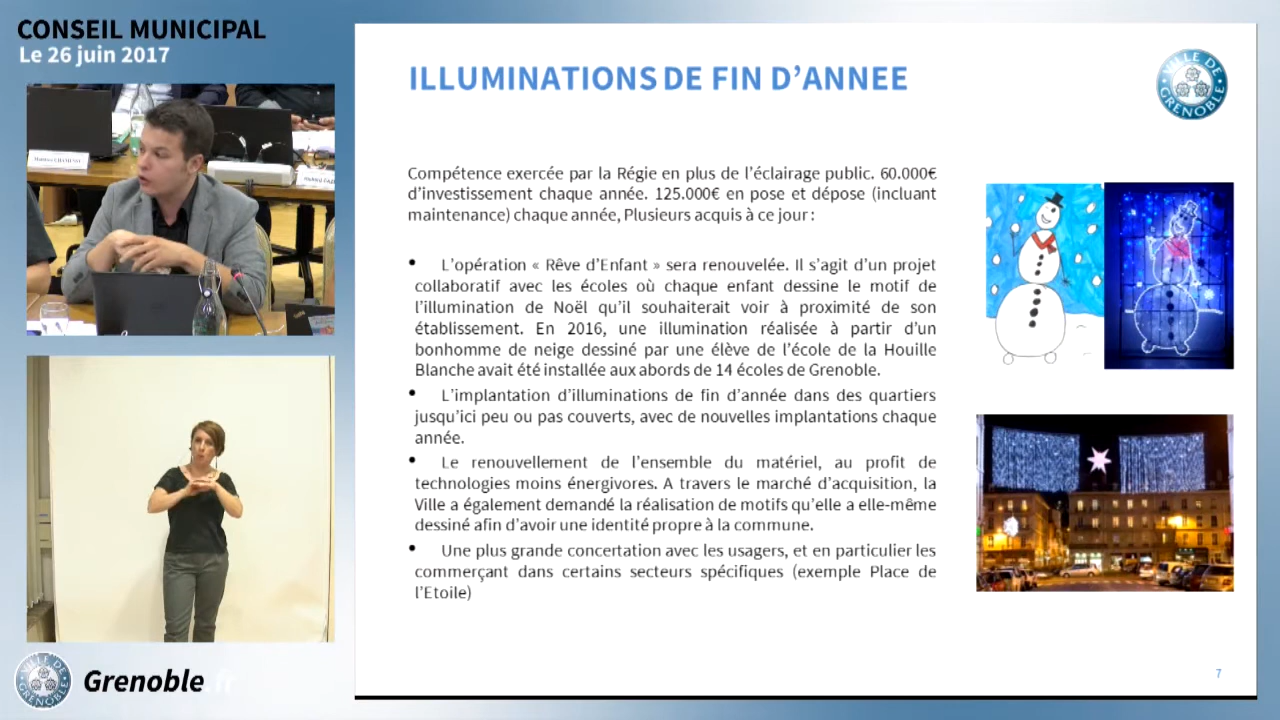 CONSEIL MUNICIPAL
Le 26 juin 2017
ILLUMINATIONS DE FIN D'ANNEE
VILLE DE GRENOBLE
Compétence exercée par la Régie en plus de l'éclairage public. 60.000€
d'investissement chaque année. 125.000€ en pose et dépose (incluant
maintenance) chaque année, Plusieurs acquis à ce jour :
• L'opération « Rêve d'Enfant » sera renouvelée. Il s'agit d'un projet
collaboratif avec les écoles où chaque enfant dessine le motif de
l'illumination de Noël qu'il souhaiterait voir à proximité de son
établissement. En 2016, une illumination réalisée à partir d'un
bonhomme de neige dessiné par une élève de l'école de la Houille
Blanche avait été installée aux abords de 14 écoles de Grenoble.
• L'implantation d'illuminations de fin d'année dans des quartiers
jusqu'ici peu ou pas couverts, avec de nouvelles implantations chaque
année.
• Le renouvellement de l'ensemble du matériel, au profit de
technologies moins énergivores. A travers le marché d'acquisition, la
Ville a également demandé la réalisation de motifs qu'elle a elle-même
dessiné afin d'avoir une identité propre à la commune.
• Une plus grande concertation avec les usagers, et en particulier les
commerçant dans certains secteurs spécifiques (exemple Place de
l'Etoile)
7
VILLE DE GRENOBLE
Grenoble.fr